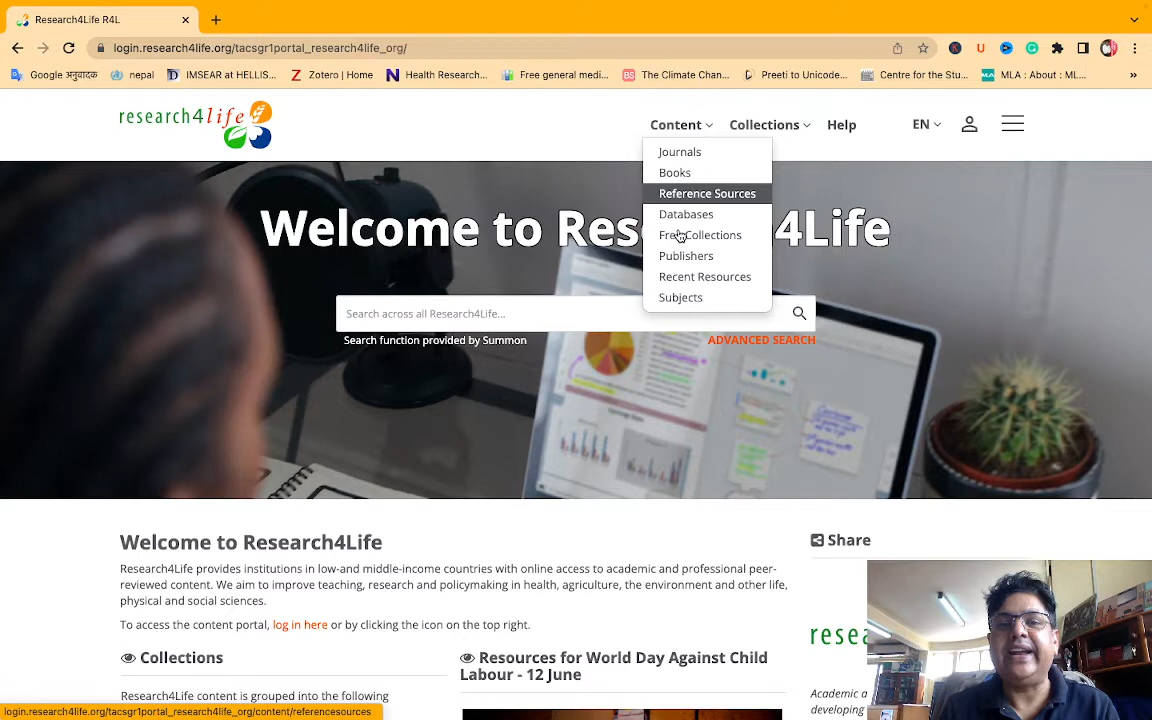 Research4Life R4L
login.research4life.org/tacsgr1portal_research4life_org/
Google अनुवादक
nepal
IMSEAR at HELLIS...
Zotero | Home
Health Research...
Free general medi...
The Climate Chan...
Preeti to Unicode...
Centre for the Stu...
MLA : About : ML...
research4life
Content
Collections
Help
EN
Journals
Books
Reference Sources
Databases
Free Collections
Publishers
Recent Resources
Subjects
Welcome to Res 4Life
Search across all Research4Life...
Search function provided by Summon
ADVANCED SEARCH
Welcome to Research4Life
Research4Life provides institutions in low-and middle-income countries with online access to academic and professional peer-
reviewed content. We aim to improve teaching, research and policymaking in health, agriculture, the environment and other life,
physical and social sciences.
To access the content portal, log in here or by clicking the icon on the top right.
Collections
Research4Life content is grouped into the following
Resources for World Day Against Child
Labour - 12 June
Share
resea
Academic a
developing
login.research4life.org/tacsgr1portal_research4life_org/content/referencesources